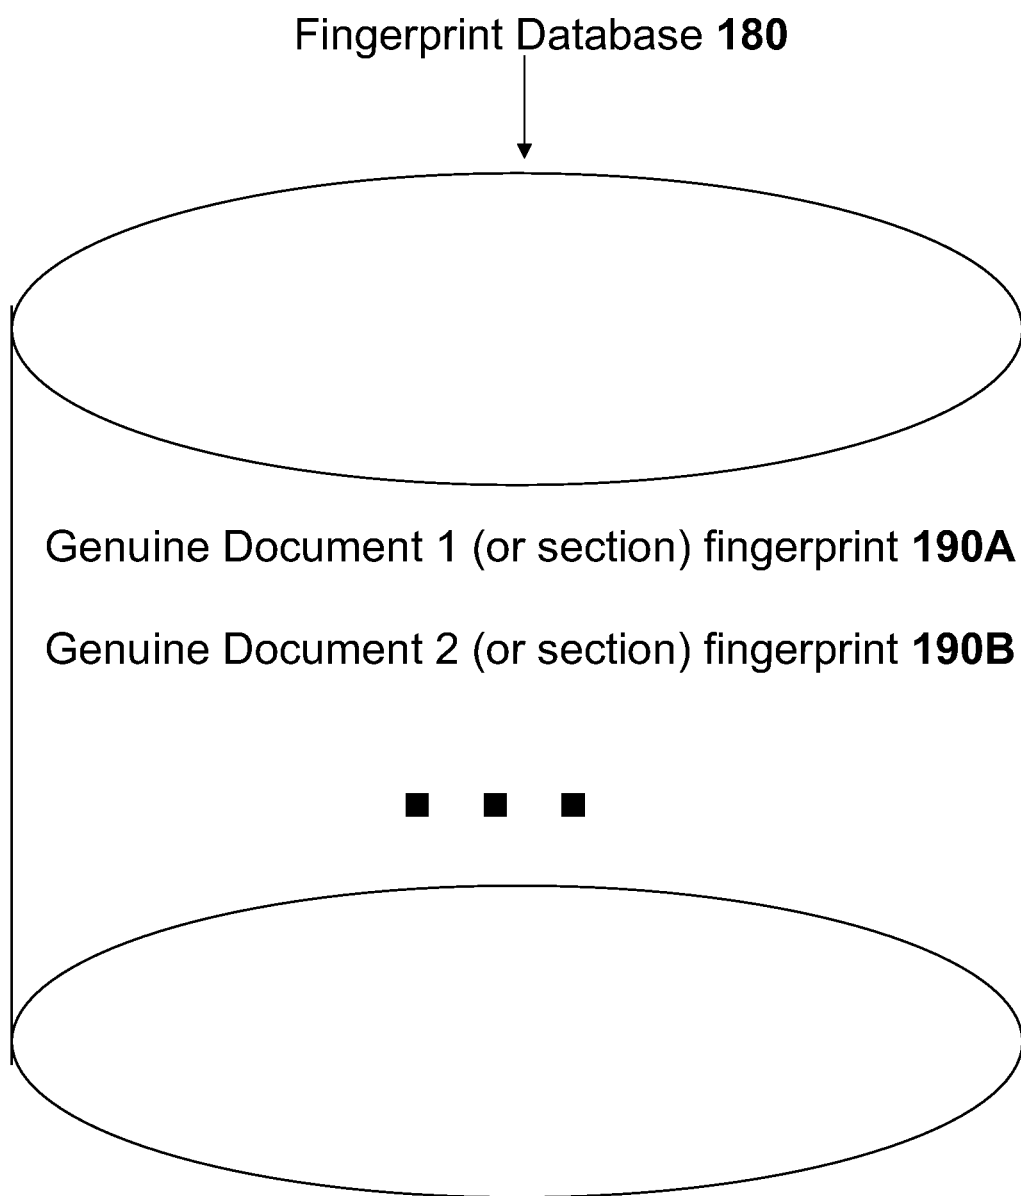 Fingerprint Database 180
Genuine Document 1 (or section) fingerprint 190A
Genuine Document 2 (or section) fingerprint 190B